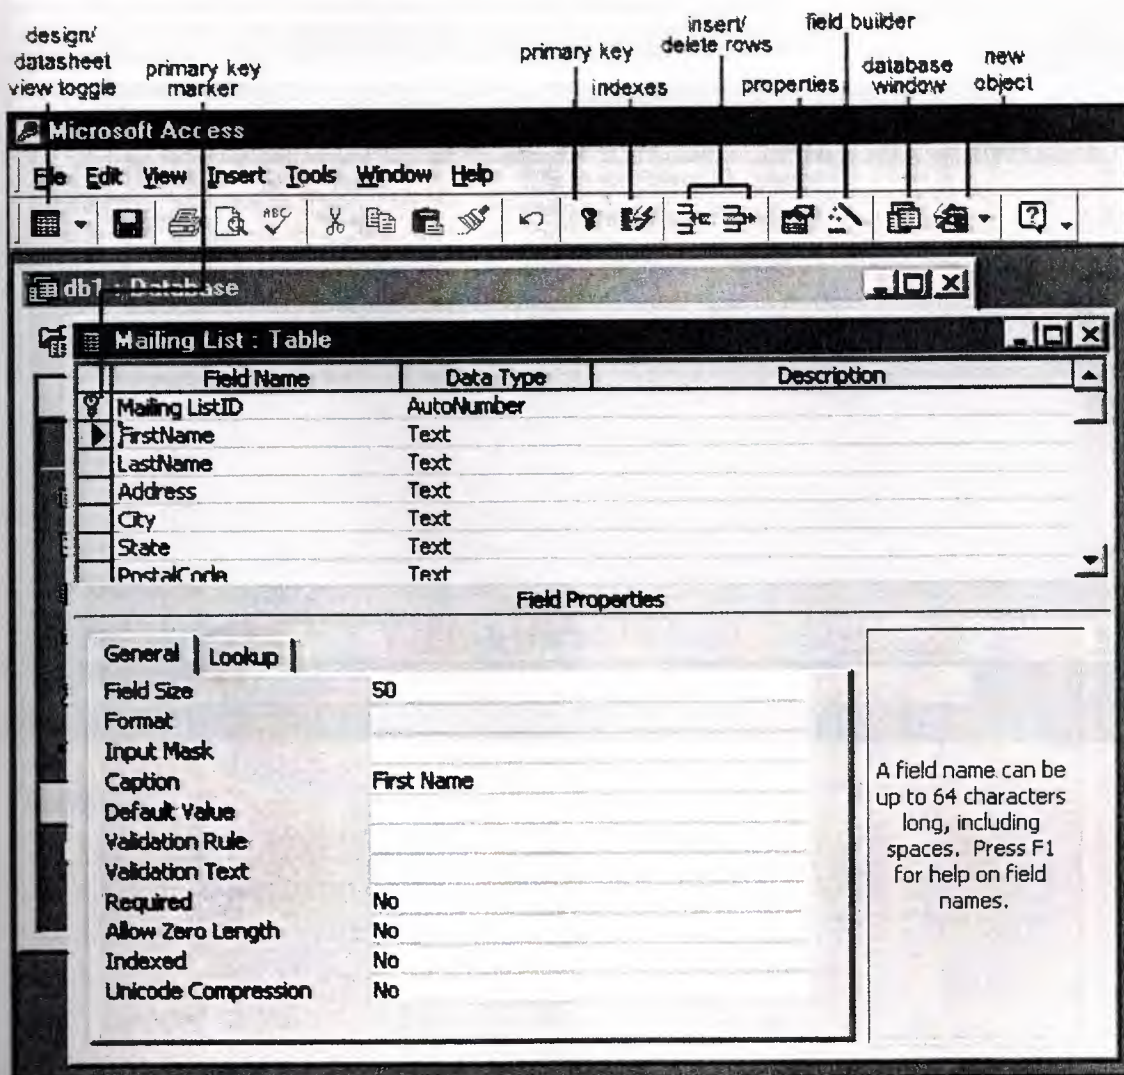 design/
datasheet
view toggle
primary key
marker
primary key
indexes
insert/
delete rows
properties
field builder
database
window
new
object
Microsoft Access
File Edit View Insert Tools Window Help
ABC
db1 : Database
Mailing List : Table
Field Name Data Type Description
Mailing ListID AutoNumber
FirstName Text
LastName Text
Address Text
City Text
State Text
PostalCode Text
Field Properties
General Lookup
Field Size 50
Format
Input Mask
Caption First Name
Default Value
Validation Rule
Validation Text
Required No
Allow Zero Length No
Indexed No
Unicode Compression No
A field name can be
up to 64 characters
long, including
spaces. Press F1
for help on field
names.